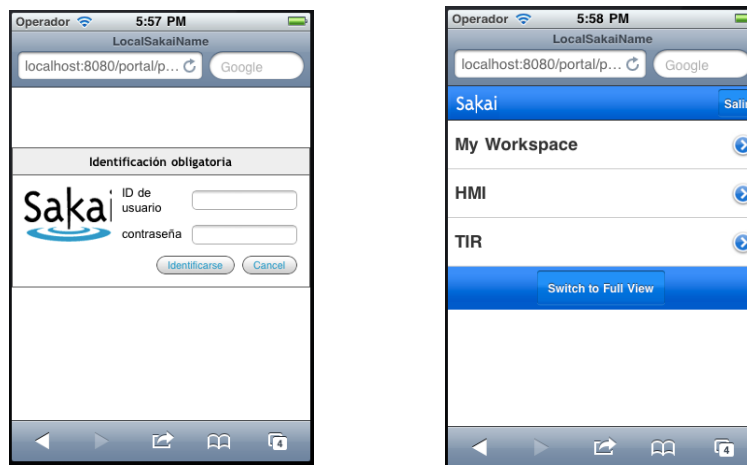 Operador 5:57 PM
LocalSakaiName
localhost:8080/portal/p... Google
Identificación obligatoria
Sakai
ID de
usuario
contraseña
Identificarse Cancel
4
Operador 5:58 PM
LocalSakaiName
localhost:8080/portal/p... Google
Sakai Salir
My Workspace
HMI
TIR
Switch to Full View
4